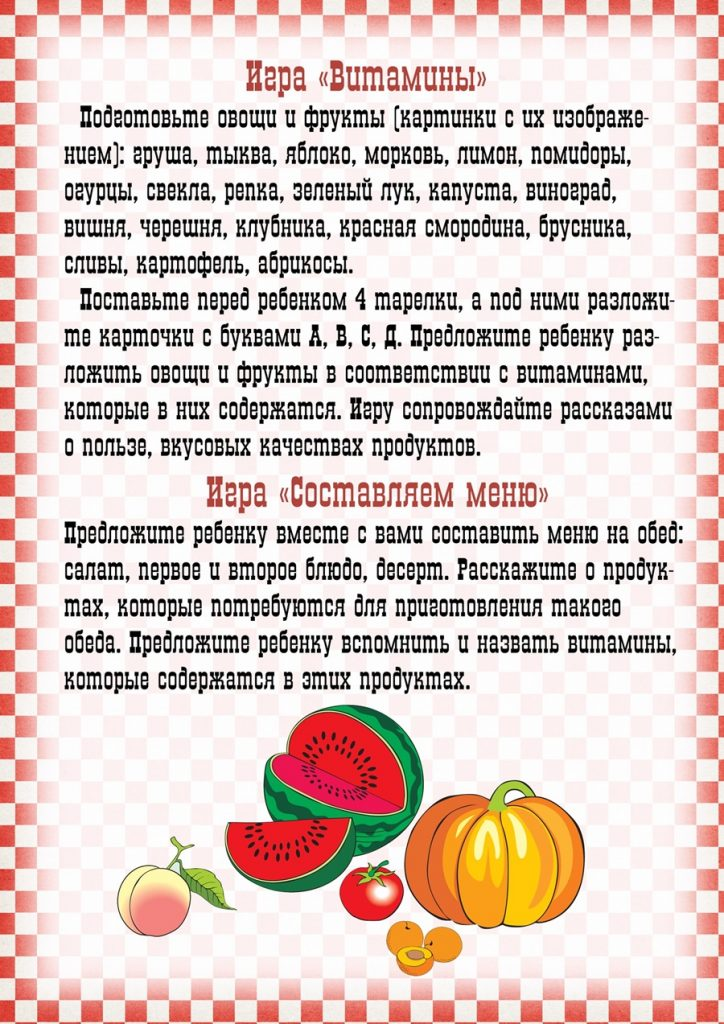 Игра «Витамины»
Подготовьте овощи и фрукты (картинки с их изображе-
нием): груша, тыква, яблоко, морковь, лимон, помидоры,
огурцы, свекла, репка, зеленый лук, капуста, виноград,
вишня, черешня, клубника, красная смородина, брусника,
сливы, картофель, абрикосы.
Поставьте перед ребенком 4 тарелки, а под ними разложи-
те карточки с буквами А, В, С, Д. Предложите ребенку раз-
ложить овощи и фрукты в соответствии с витаминами,
которые в них содержатся. Игру сопровождайте рассказами
о пользе, вкусовых качествах продуктов.
Игра «Составляем меню»
Предложите ребенку вместе с вами составить меню на обед:
салат, первое и второе блюдо, десерт. Расскажите о продук-
тах, которые потребуются для приготовления такого
обеда. Предложите ребенку вспомнить и назвать витамины,
которые содержатся в этих продуктах.